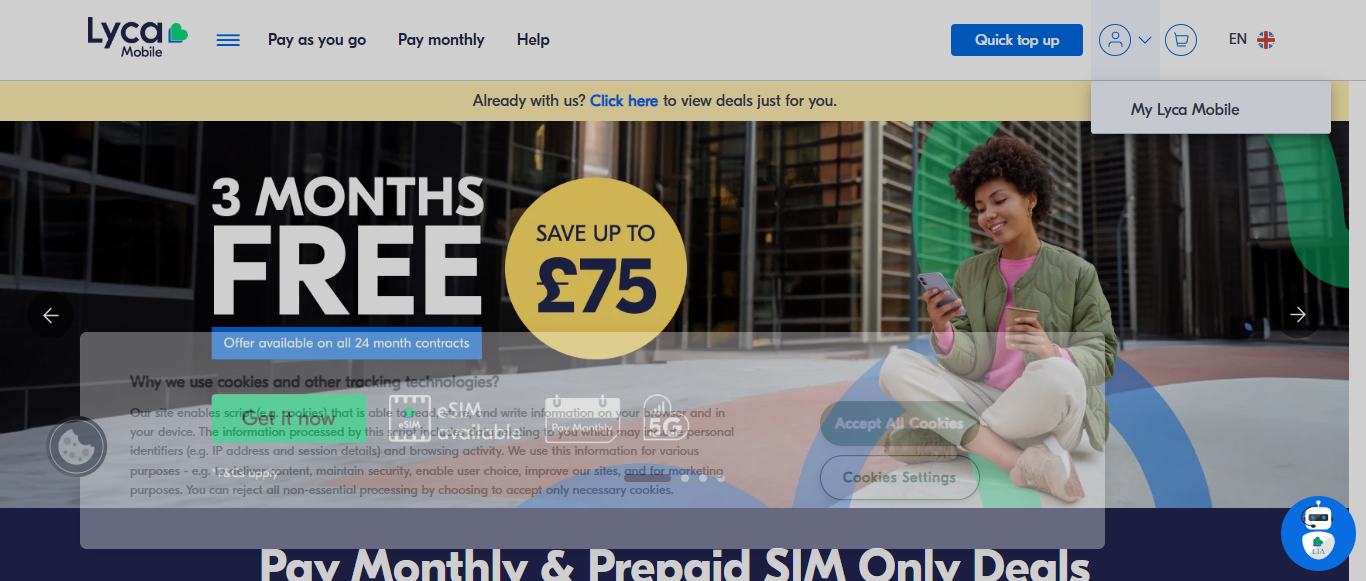 Lyca
Mobile
Pay as you go
Pay monthly
Help
Quick top up
EN
My Lyca Mobile
Already with us? Click here to view deals just for you.
3 MONTHS
FREE
SAVE UP TO
£75
Offer available on all 24 month contracts
Get it now
eSIM
eSIM
available
Pay Monthly
5G
*T&Cs apply
Why we use cookies and other tracking technologies?
Our site enables script (e.g. cookies) that is able to read, store, and write information on your browser and in
your device. The information processed by this script includes data relating to you which may include personal
identifiers (e.g. IP address and session details) and browsing activity. We use this information for various
purposes - e.g. to deliver content, maintain security, enable user choice, improve our sites, and for marketing
purposes. You can reject all non-essential processing by choosing to accept only necessary cookies.
Accept All Cookies
Cookies Settings
LIA
Pay Monthly & Prepaid SIM Only Deals